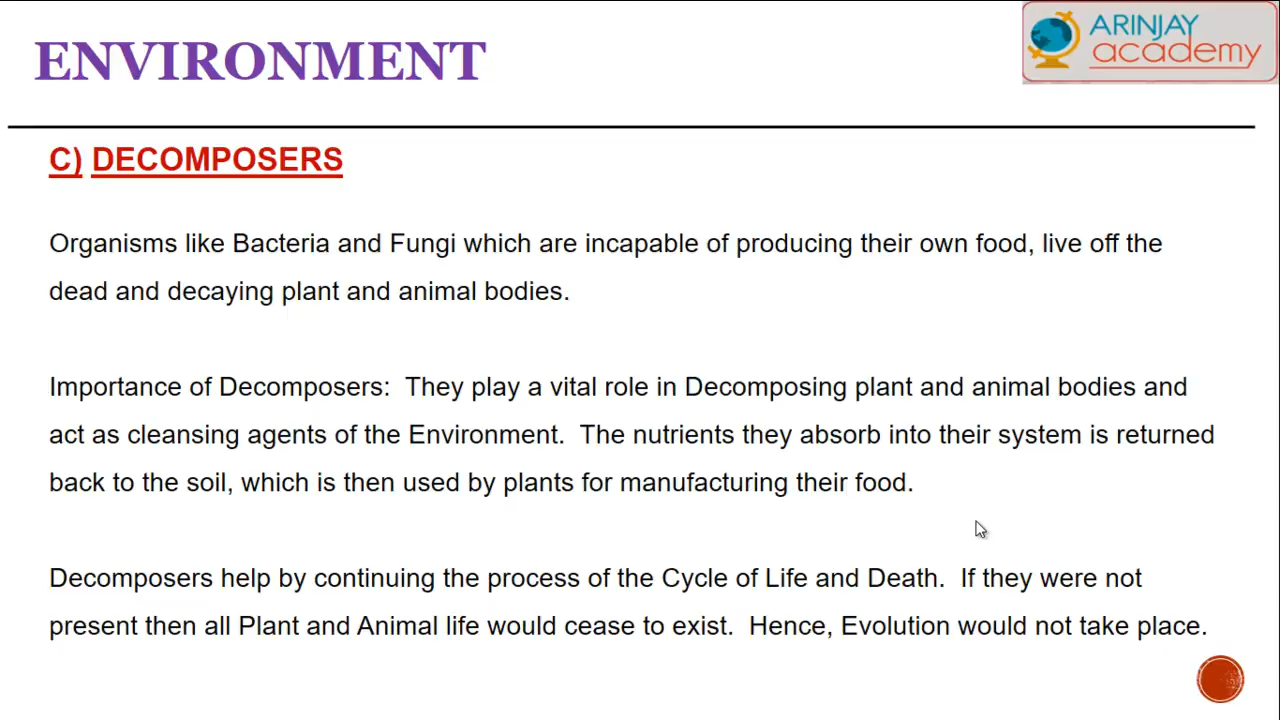 ENVIRONMENT
ARINJAY
academy
C) DECOMPOSERS
Organisms like Bacteria and Fungi which are incapable of producing their own food, live off the
dead and decaying plant and animal bodies.
Importance of Decomposers:  They play a vital role in Decomposing plant and animal bodies and
act as cleansing agents of the Environment.  The nutrients they absorb into their system is returned
back to the soil, which is then used by plants for manufacturing their food.
Decomposers help by continuing the process of the Cycle of Life and Death.  If they were not
present then all Plant and Animal life would cease to exist.  Hence, Evolution would not take place.